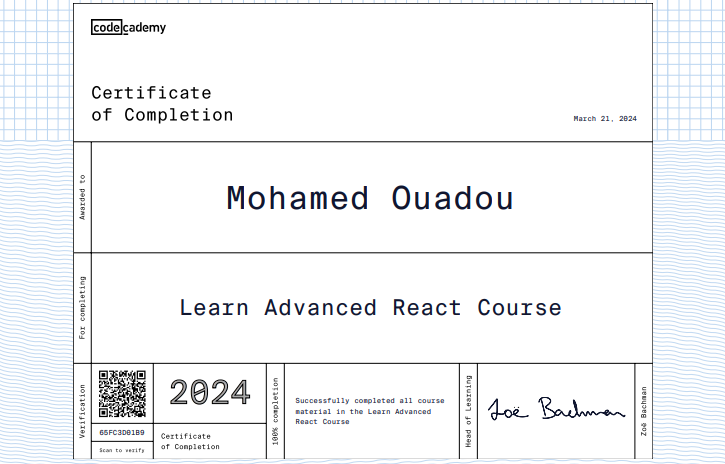 codecademy
Certificate
of Completion
March 21, 2024
Awarded to
Mohamed Ouadou
For completing
Learn Advanced React Course
Verification
65FC3D01B9
Scan to verify
2024
Certificate
of Completion
100% completion
Successfully completed all course
material in the Learn Advanced
React Course
Head of Learning
Zoë Bachman
Zoë Bachman